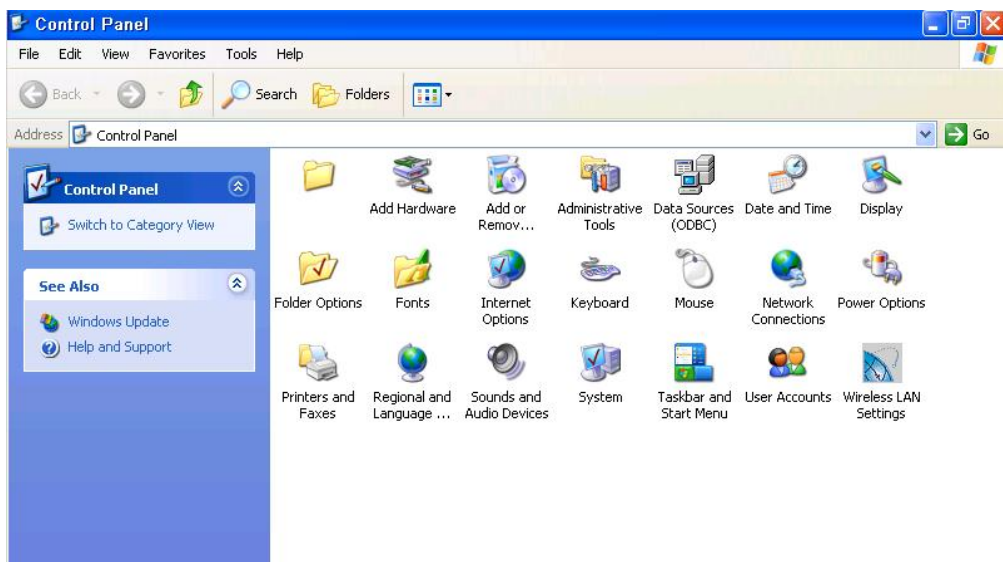 Control Panel
File Edit View Favorites Tools Help
Back Search Folders
Address Control Panel Go
Control Panel
Switch to Category View
See Also
Windows Update
Help and Support
Add Hardware
Add or
Remov...
Administrative
Tools
Data Sources
(ODBC)
Date and Time
Display
Folder Options
Fonts
Internet
Options
Keyboard
Mouse
Network
Connections
Power Options
Printers and
Faxes
Regional and
Language ...
Sounds and
Audio Devices
System
Taskbar and
Start Menu
User Accounts
Wireless LAN
Settings